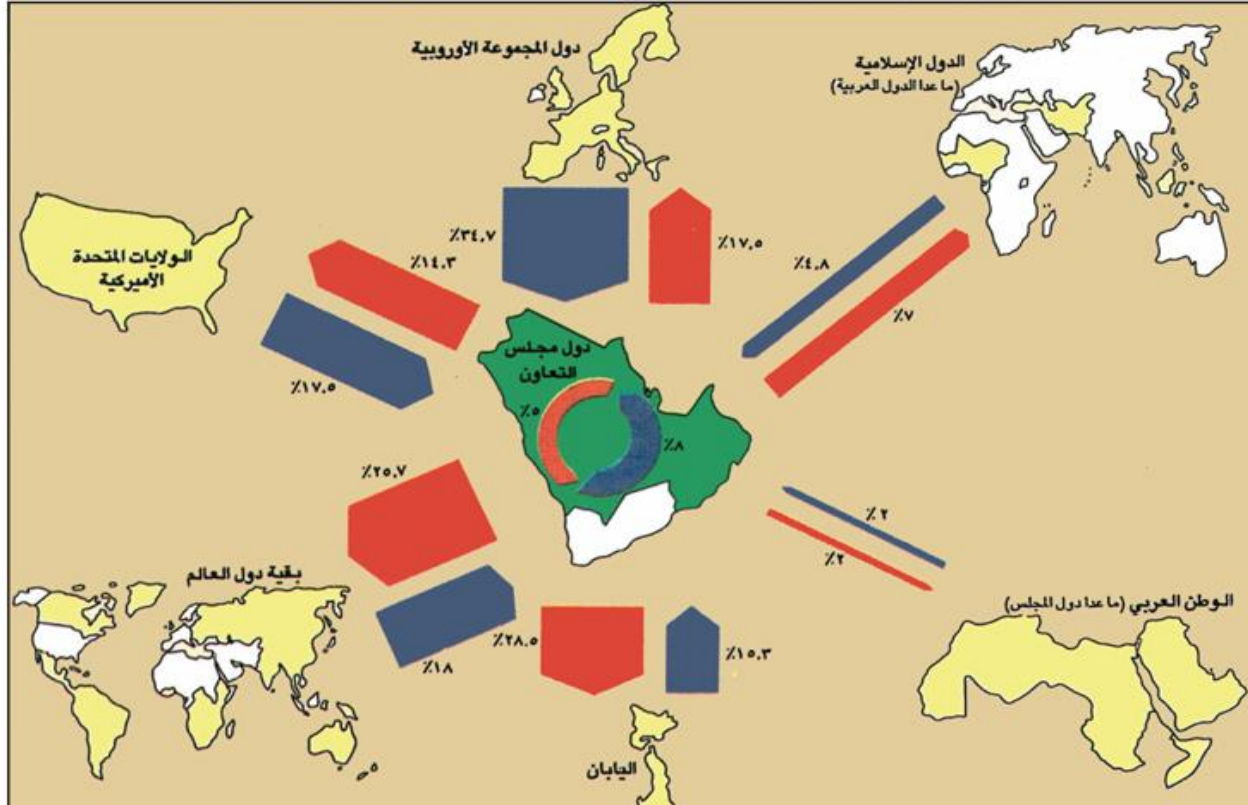 دول المجموعة الأوروبية
الدول الإسلامية
(ما عدا الدول العربية)
الولايات المتحدة
الأميركية
٪٣٤,٧
٪١٧,٥
٪١٤,٣
٪١٧,٥
٪٤,٨
٪٧
دول مجلس
التعاون
٪٥
٪٨
٪٢٥,٧
٪١٨
٪٢
٪٢
بقية دول العالم
٪٢٨,٥
٪١٥,٣
الوطن العربي (ما عدا دول المجلس)
اليابان